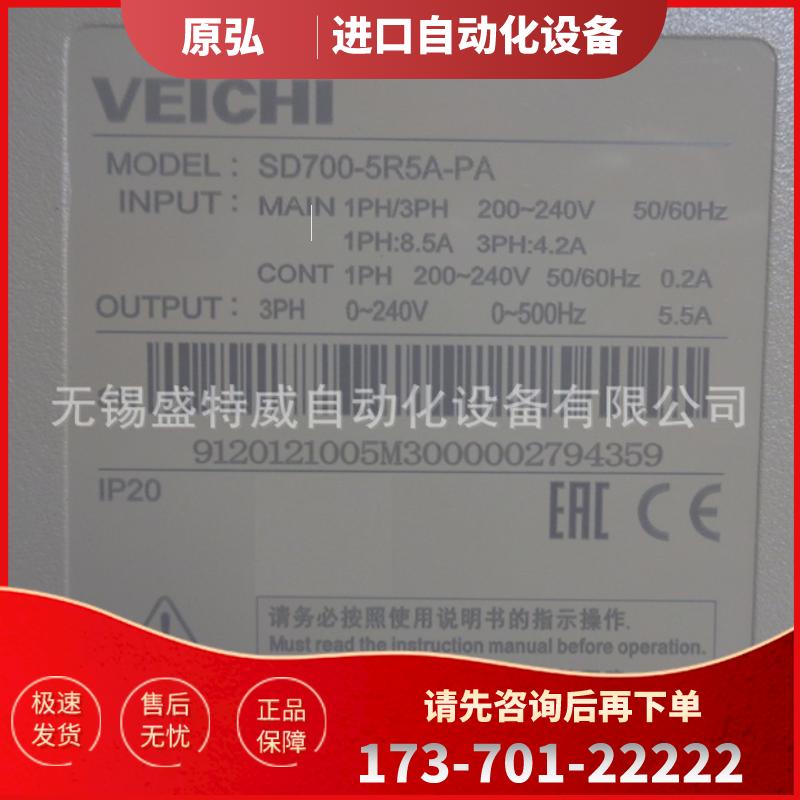 原弘 进口自动化设备
VEICHI
MODEL: SD700-5R5A-PA
INPUT: MAIN 1PH/3PH 200~240V 50/60Hz
1PH:8.5A 3PH:4.2A
CONT 1PH 200~240V 50/60Hz 0.2A
OUTPUT: 3PH 0~240V 0~500Hz 5.5A
无锡盛特威自动化设备有限公司
9120121005M3000002794359
IP20 EAC CE
请务必按照使用说明书的指示操作.
Must read the instruction manual before operation.
极速发货
售后无忧
正品保障
请先咨询后再下单
173-701-22222